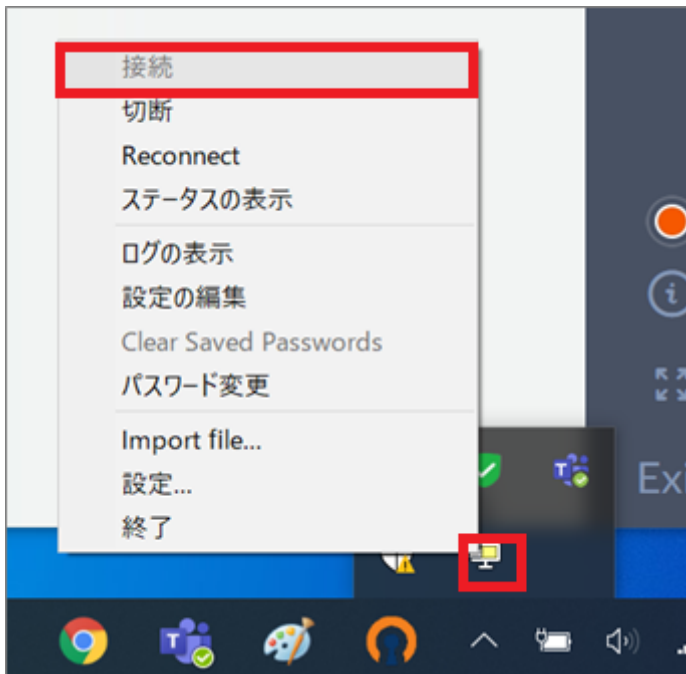 接続
切断
Reconnect
ステータスの表示
ログの表示
設定の編集
Clear Saved Passwords
パスワード変更
Import file...
設定...
終了